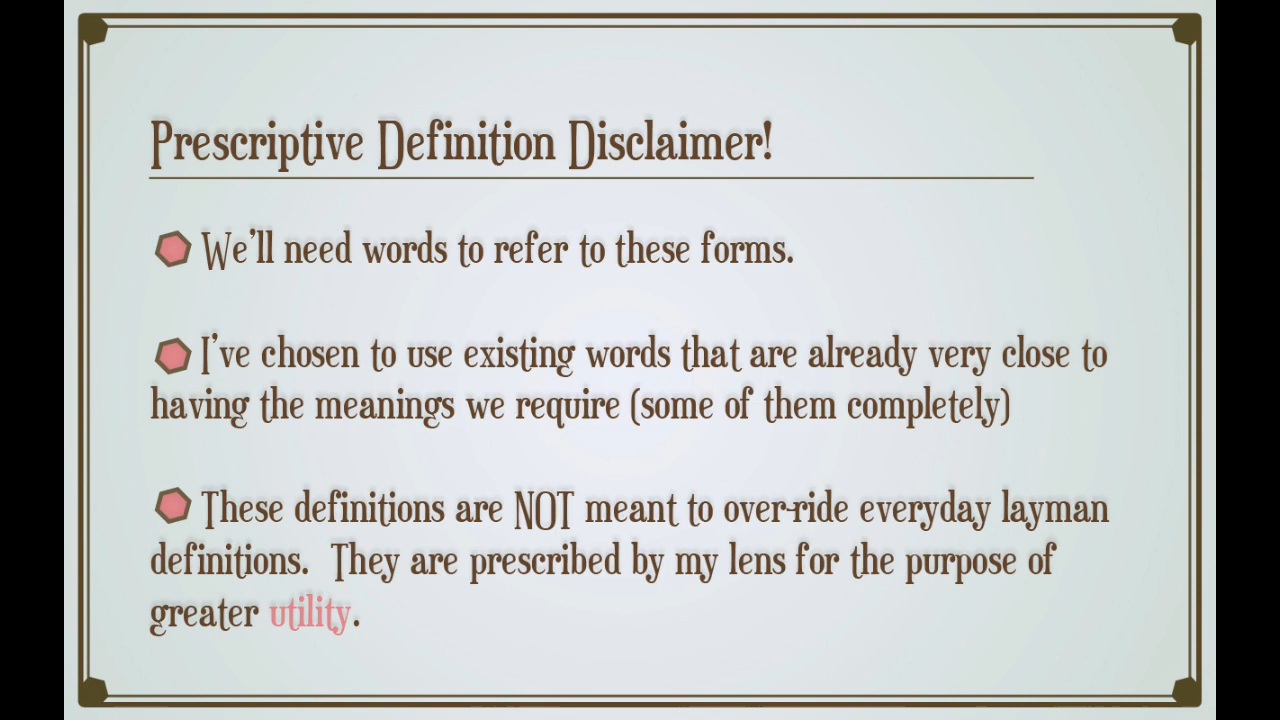 Prescriptive Definition Disclaimer!
We'll need words to refer to these forms.
I've chosen to use existing words that are already very close to
having the meanings we require (some of them completely)
These definitions are NOT meant to over-ride everyday layman
definitions. They are prescribed by my lens for the purpose of
greater utility.